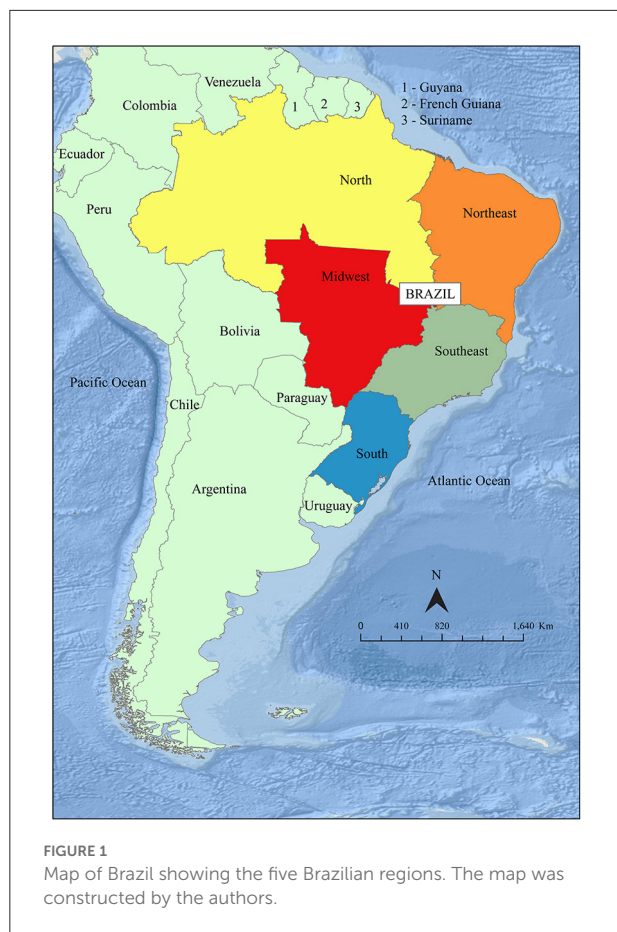 Venezuela
1 - Guyana
2 - French Guiana
3 - Suriname
Colombia
1
2
3
Ecuador
North
Peru
Northeast
Midwest
BRAZIL
Bolivia
Southeast
Pacific Ocean
Paraguay
Chile
South
Argentina
Atlantic Ocean
Uruguay
N
0 410 820 1,640 Km
FIGURE 1
Map of Brazil showing the five Brazilian regions. The map was
constructed by the authors.